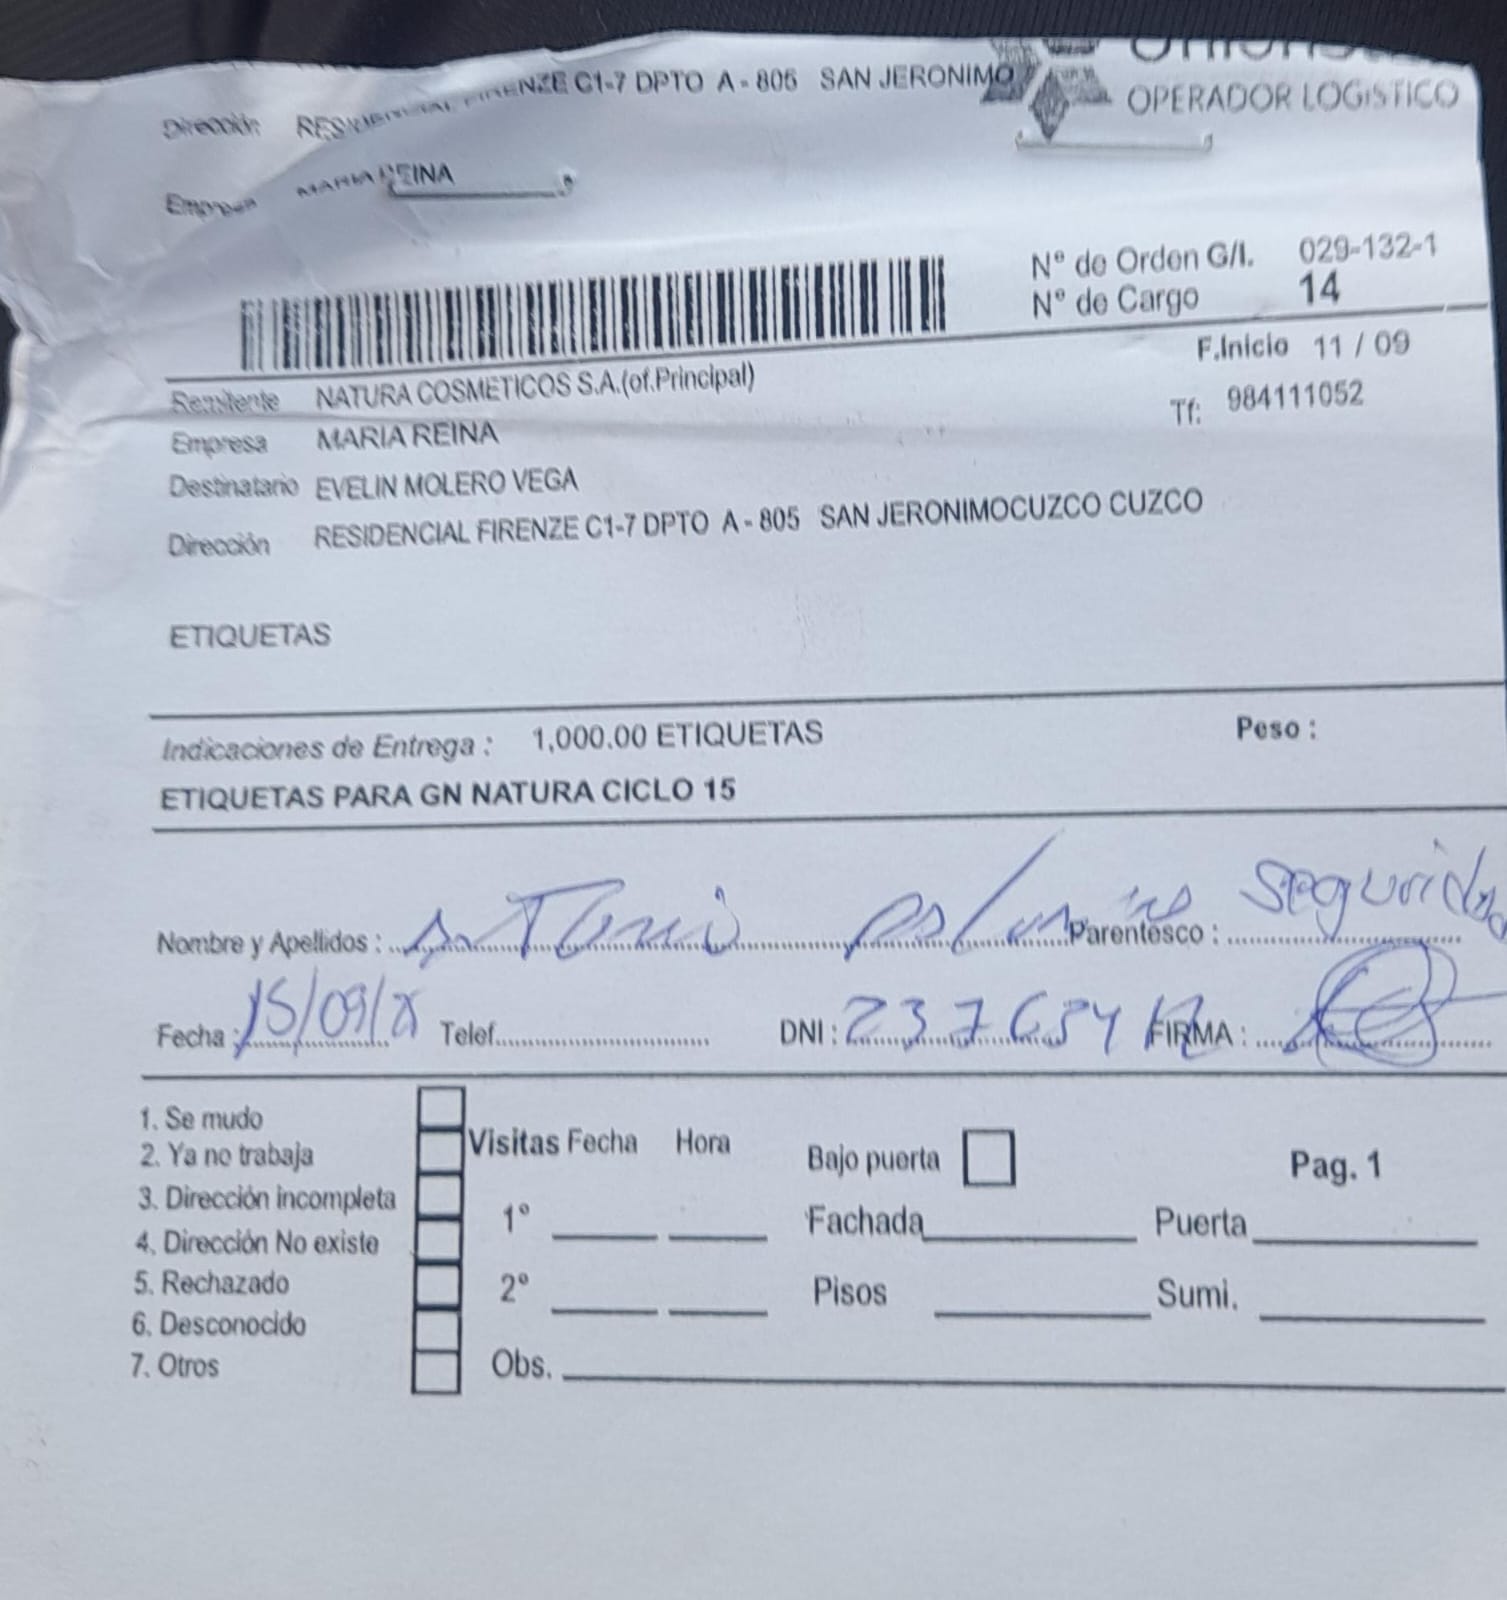 OPERADOR LOGISTICO
Dirección RESIDENCIAL FIRENZE C1-7 DPTO A - 805 SAN JERONIMO
Empresa MARIA REINA
Nº de Orden G/I. 029-132-1
Nº de Cargo 14
F.Inicio 11 / 09
Remitente NATURA COSMETICOS S.A.(of.Principal)
Tf: 984111052
Empresa MARIA REINA
Destinatario EVELIN MOLERO VEGA
Dirección RESIDENCIAL FIRENZE C1-7 DPTO A - 805 SAN JERONIMOCUZCO CUZCO
ETIQUETAS
Indicaciones de Entrega : 1,000.00 ETIQUETAS Peso :
ETIQUETAS PARA GN NATURA CICLO 15
Nombre y Apellidos : Parentesco : Seguridad
Fecha : 15/09/ Telef. DNI : FIRMA :
1. Se mudo
2. Ya no trabaja
3. Dirección incompleta
4. Dirección No existe
5. Rechazado
6. Desconocido
7. Otros
Visitas Fecha Hora
1º
2º
Obs.
Bajo puerta
Pag. 1
Fachada Puerta
Pisos Sumi.